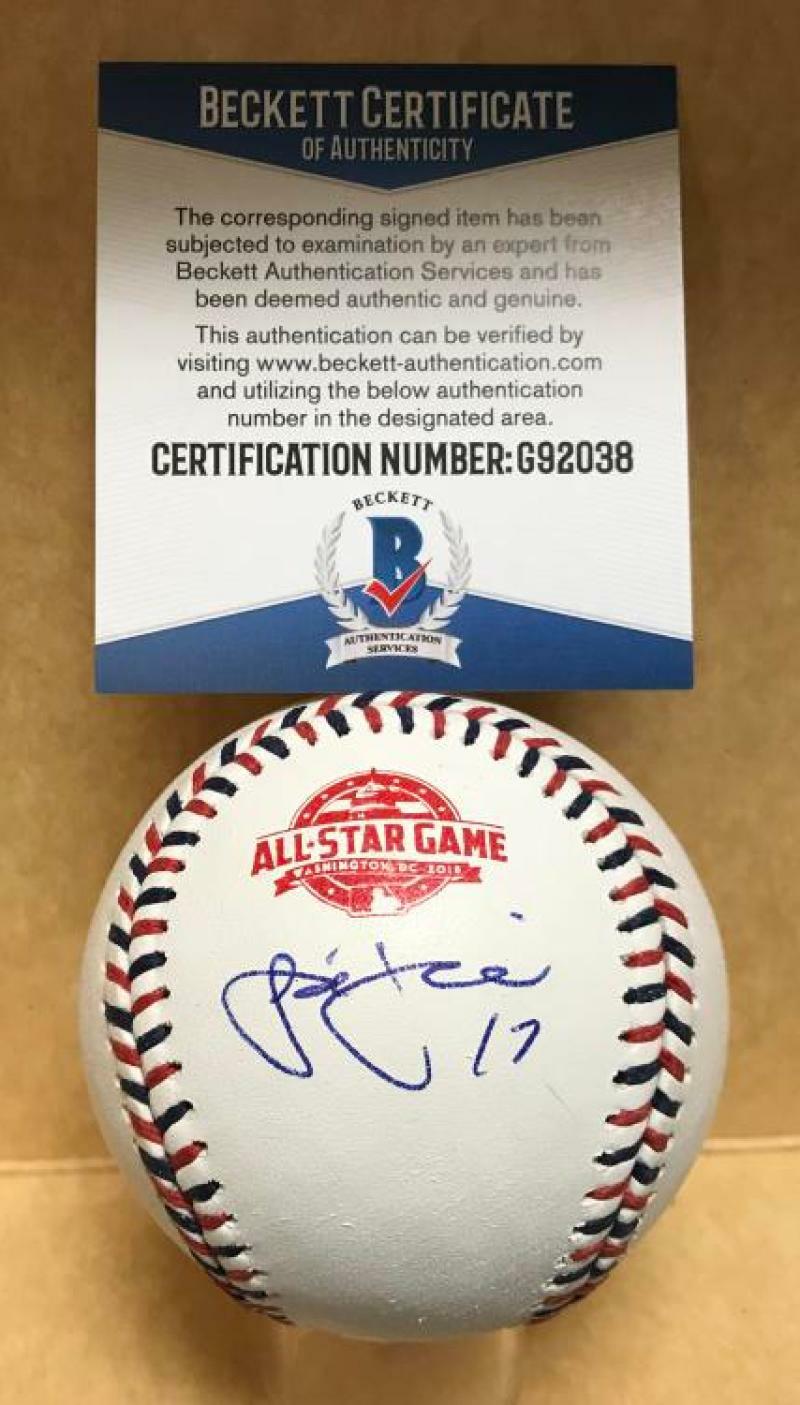 BECKETT CERTIFICATE
OF AUTHENTICITY
The corresponding signed item has been
subjected to examination by an expert from
Beckett Authentication Services and has
been deemed authentic and genuine.
This authentication can be verified by
visiting www.beckett-authentication.com
and utilizing the below authentication
number in the designated area.
CERTIFICATION NUMBER:G92038
BECKETT
B
AUTHENTICATION
SERVICES
ALL-STAR GAME
WASHINGTON, DC 2018
17